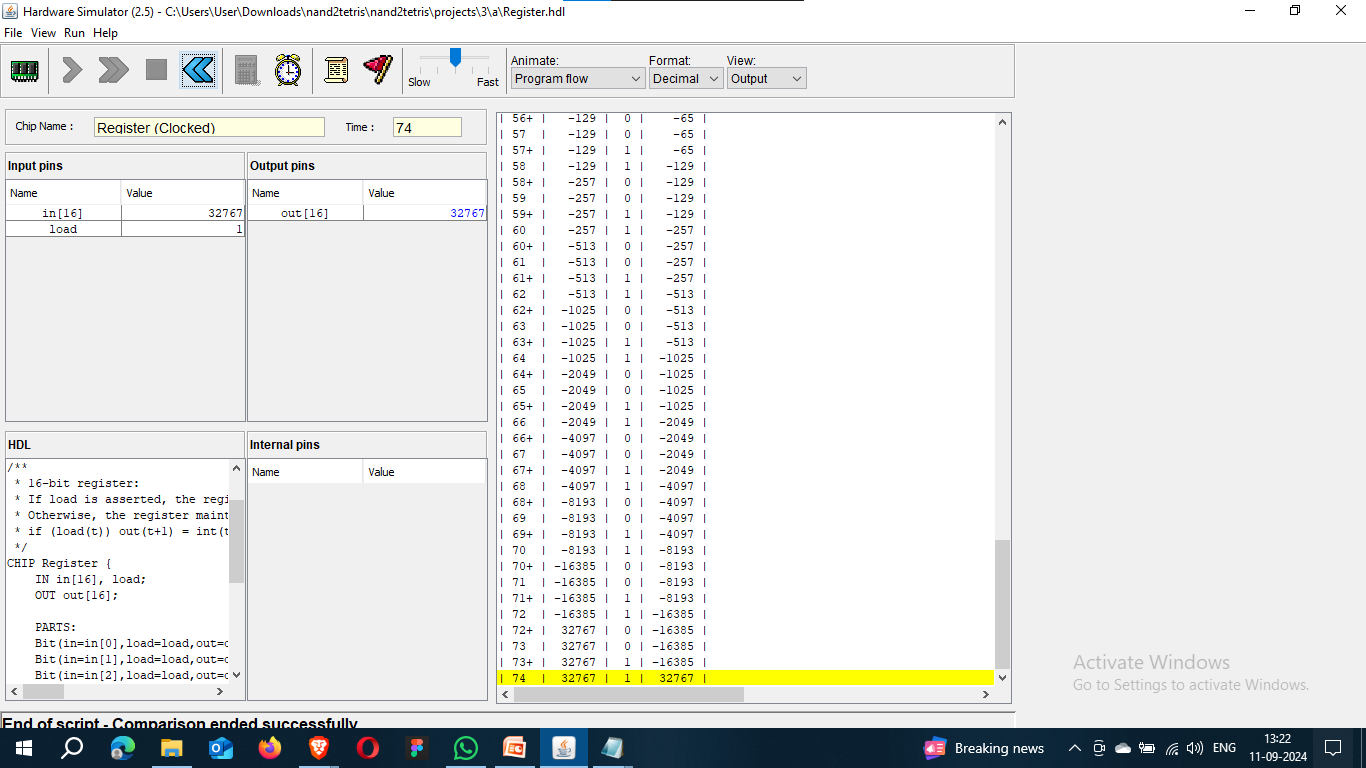 Hardware Simulator (2.5) - C:\Users\User\Downloads\nand2tetris\nand2tetris\projects\3\a\Register.hdl
File View Run Help
Slow Fast
Animate: Format: View:
Program flow Decimal Output
Chip Name : Register (Clocked) Time : 74
Input pins
Name Value
in[16] 32767
load 1
Output pins
Name Value
out[16] 32767
HDL
/**
* 16-bit register:
* If load is asserted, the regi
* Otherwise, the register maint
* if (load(t)) out(t+1) = int(t
*/
CHIP Register {
IN in[16], load;
OUT out[16];
PARTS:
Bit(in=in[0],load=load,out=o
Bit(in=in[1],load=load,out=o
Bit(in=in[2],load=load,out=o
Internal pins
Name Value
| 56+ | -129 | 0 | -65 |
| 57 | -129 | 0 | -65 |
| 57+ | -129 | 1 | -65 |
| 58 | -129 | 1 | -129 |
| 58+ | -257 | 0 | -129 |
| 59 | -257 | 0 | -129 |
| 59+ | -257 | 1 | -129 |
| 60 | -257 | 1 | -257 |
| 60+ | -513 | 0 | -257 |
| 61 | -513 | 0 | -257 |
| 61+ | -513 | 1 | -257 |
| 62 | -513 | 1 | -513 |
| 62+ | -1025 | 0 | -513 |
| 63 | -1025 | 0 | -513 |
| 63+ | -1025 | 1 | -513 |
| 64 | -1025 | 1 | -1025 |
| 64+ | -2049 | 0 | -1025 |
| 65 | -2049 | 0 | -1025 |
| 65+ | -2049 | 1 | -1025 |
| 66 | -2049 | 1 | -2049 |
| 66+ | -4097 | 0 | -2049 |
| 67 | -4097 | 0 | -2049 |
| 67+ | -4097 | 1 | -2049 |
| 68 | -4097 | 1 | -4097 |
| 68+ | -8193 | 0 | -4097 |
| 69 | -8193 | 0 | -4097 |
| 69+ | -8193 | 1 | -4097 |
| 70 | -8193 | 1 | -8193 |
| 70+ | -16385 | 0 | -8193 |
| 71 | -16385 | 0 | -8193 |
| 71+ | -16385 | 1 | -8193 |
| 72 | -16385 | 1 | -16385 |
| 72+ | 32767 | 0 | -16385 |
| 73 | 32767 | 0 | -16385 |
| 73+ | 32767 | 1 | -16385 |
| 74 | 32767 | 1 | 32767 |
Activate Windows
Go to Settings to activate Windows.
End of script - Comparison ended successfully
Breaking news
ENG
13:22
11-09-2024